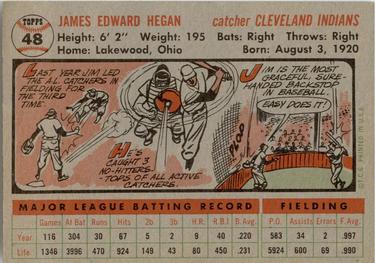 TOPPS
48
JAMES EDWARD HEGAN catcher CLEVELAND INDIANS
Height: 6' 2" Weight: 195 Bats: Right Throws: Right
Home: Lakewood, Ohio Born: August 3, 1920
LAST YEAR JIM LED
THE A.L. CATCHERS IN
FIELDING FOR
THE THIRD
TIME.
HE'S
CAUGHT 3
NO-HITTERS.
TOPS OF ALL ACTIVE
CATCHERS.
JIM IS THE MOST
GRACEFUL, SURE-
HANDED BACKSTOP
IN BASEBALL.
EASY DOES IT!
©T.C.G. PRINTED IN U.S.A.
MAJOR LEAGUE BATTING RECORD FIELDING
Games At Bat Runs Hits 2b 3b H.R. R.B.I. B.Avg. P.O. Assists Errors F.Avg.
YEAR 116 304 30 67 5 2 9 40 .220 583 34 2 .997
LIFE 1346 3996 470 924 149 43 80 450 .231 5924 600 69 .990